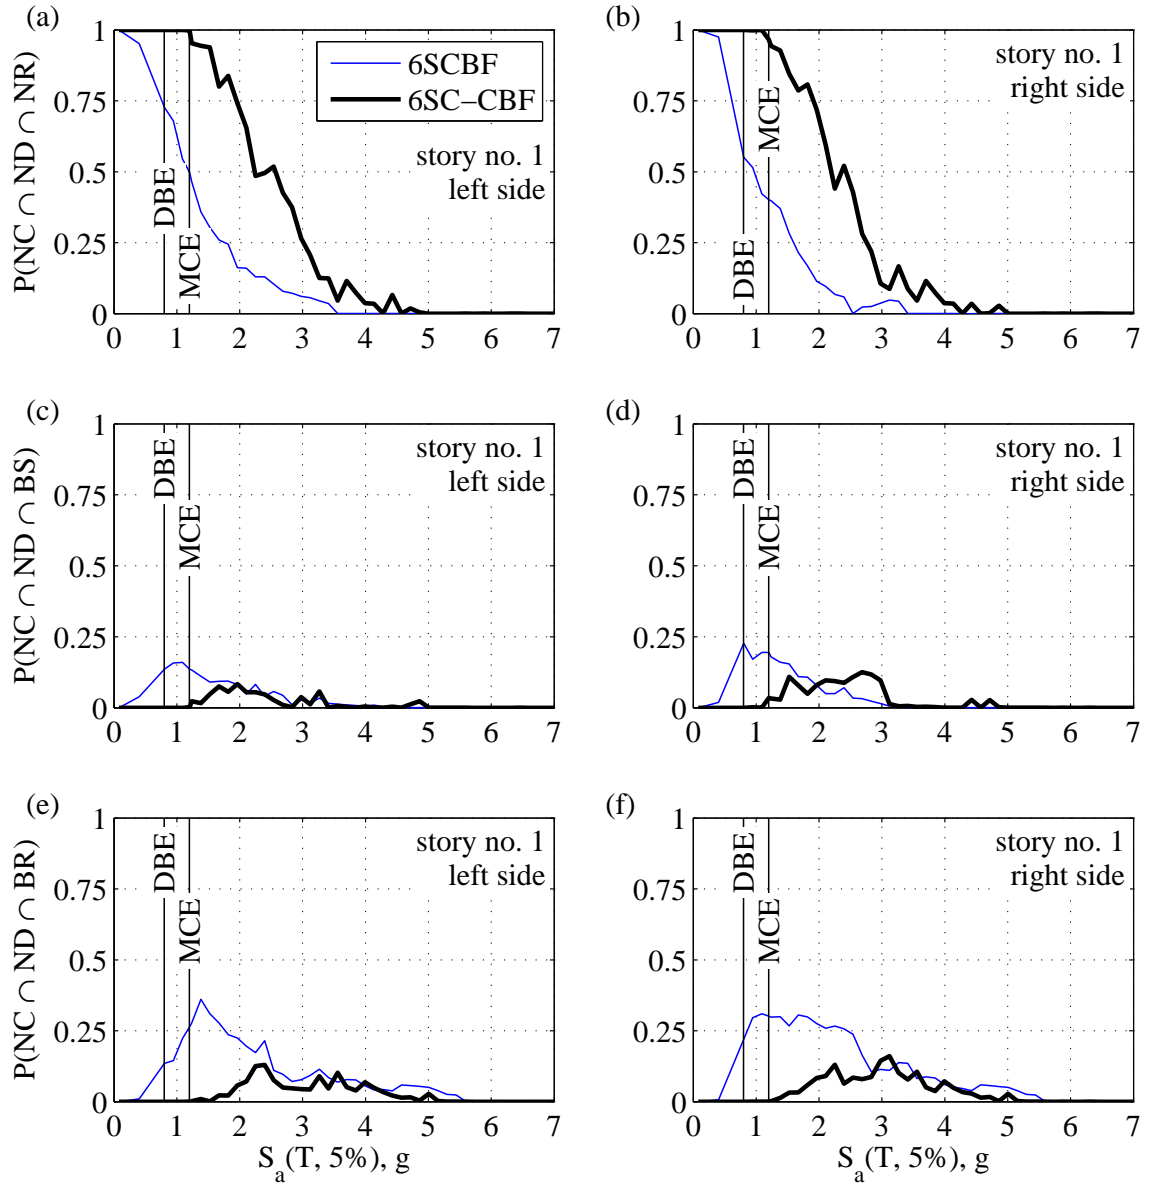 (a)
P(NC ∩ ND ∩ NR)
1
0.75
0.5
0.25
0
0 1 2 3 4 5 6 7
DBE
MCE
6SCBF
6SC−CBF
story no. 1
left side
(b)
1
0.75
0.5
0.25
0
0 1 2 3 4 5 6 7
DBE
MCE
story no. 1
right side
(c)
P(NC ∩ ND ∩ BS)
1
0.75
0.5
0.25
0
0 1 2 3 4 5 6 7
DBE
MCE
story no. 1
left side
(d)
1
0.75
0.5
0.25
0
0 1 2 3 4 5 6 7
DBE
MCE
story no. 1
right side
(e)
P(NC ∩ ND ∩ BR)
1
0.75
0.5
0.25
0
0 1 2 3 4 5 6 7
DBE
MCE
story no. 1
left side
S_a(T, 5%), g
(f)
1
0.75
0.5
0.25
0
0 1 2 3 4 5 6 7
DBE
MCE
story no. 1
right side
S_a(T, 5%), g